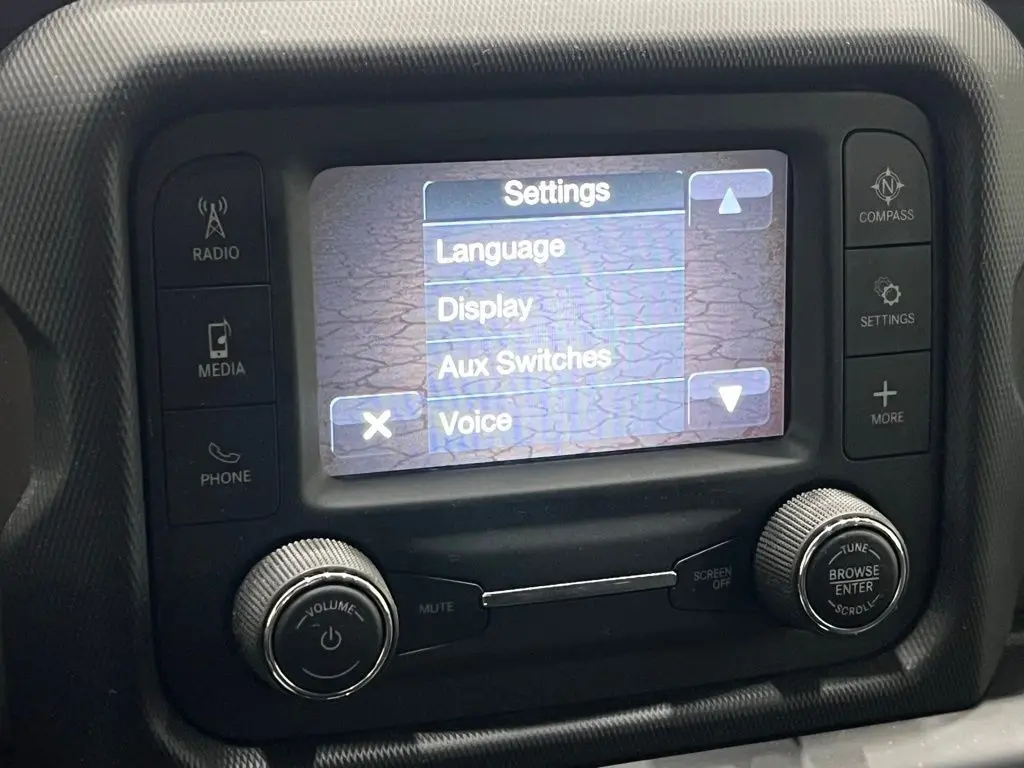 Settings
Language
Display
Aux Switches
Voice
RADIO
MEDIA
PHONE
N
COMPASS
SETTINGS
MORE
VOLUME
MUTE
SCREEN
OFF
TUNE
BROWSE
ENTER
SCROLL